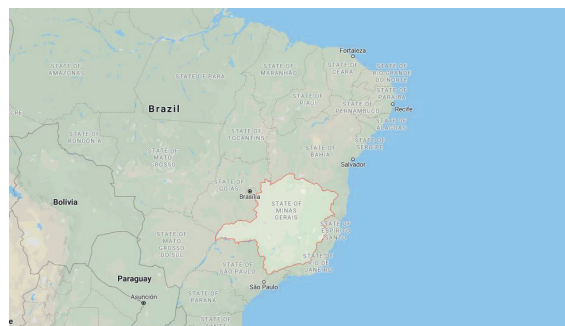 Fortaleza
STATE OF
AMAZONAS
STATE OF PARÁ
STATE OF
MARANHÃO
STATE OF
CEARÁ
STATE OF
RIO GRANDE
DO NORTE
STATE OF
PARAÍBA
STATE OF
PIAUÍ
STATE OF
PERNAMBUCO
Recife
Brazil
STATE OF
ALAGOAS
STATE OF
RONDÔNIA
STATE OF
TOCANTINS
STATE OF
SERGIPE
STATE OF
MATO
GROSSO
STATE OF
BAHIA
Salvador
STATE OF
GOIÁS
Brasília
Bolivia
STATE OF
MINAS
GERAIS
STATE OF
ESPÍRITO
SANTO
STATE OF
MATO
GROSSO
DO SUL
STATE OF
RIO DE
JANEIRO
STATE OF
SÃO PAULO
Paraguay
São Paulo
Asunción
STATE OF
PARANÁ
STATE OF